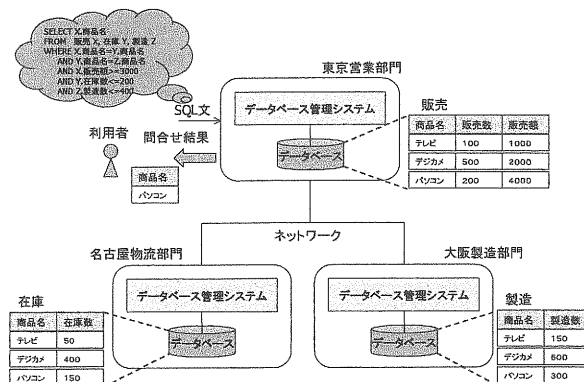 SELECT X.商品名
FROM 販売 X, 在庫 Y, 製造 Z
WHERE X.商品名=Y.商品名
AND Y.商品名=Z.商品名
AND X.販売額>=3000
AND Y.在庫数<=200
AND Z.製造数<=400
SQL文
利用者
問合せ結果
商品名
パソコン
東京営業部門
データベース管理システム
データベース
販売
商品名 販売数 販売額
テレビ 100 1000
デジカメ 500 2000
パソコン 200 4000
ネットワーク
名古屋物流部門
データベース管理システム
データベース
在庫
商品名 在庫数
テレビ 50
デジカメ 400
パソコン 150
大阪製造部門
データベース管理システム
データベース
製造
商品名 製造数
テレビ 150
デジカメ 600
パソコン 300